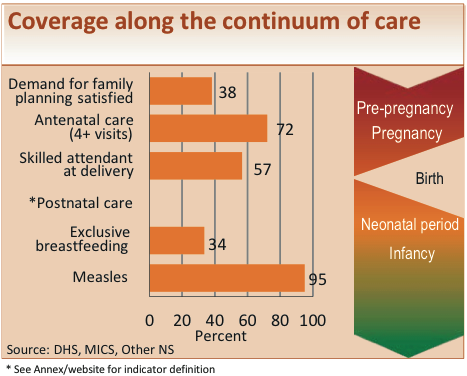 Coverage along the continuum of care
Demand for family
planning satisfied
38
Antenatal care
(4+ visits)
72
Skilled attendant
at delivery
57
*Postnatal care
Exclusive
breastfeeding
34
Measles
95
0 20 40 60 80 100
Percent
Pre-pregnancy
Pregnancy
Birth
Neonatal period
Infancy
Source: DHS, MICS, Other NS
* See Annex/website for indicator definition